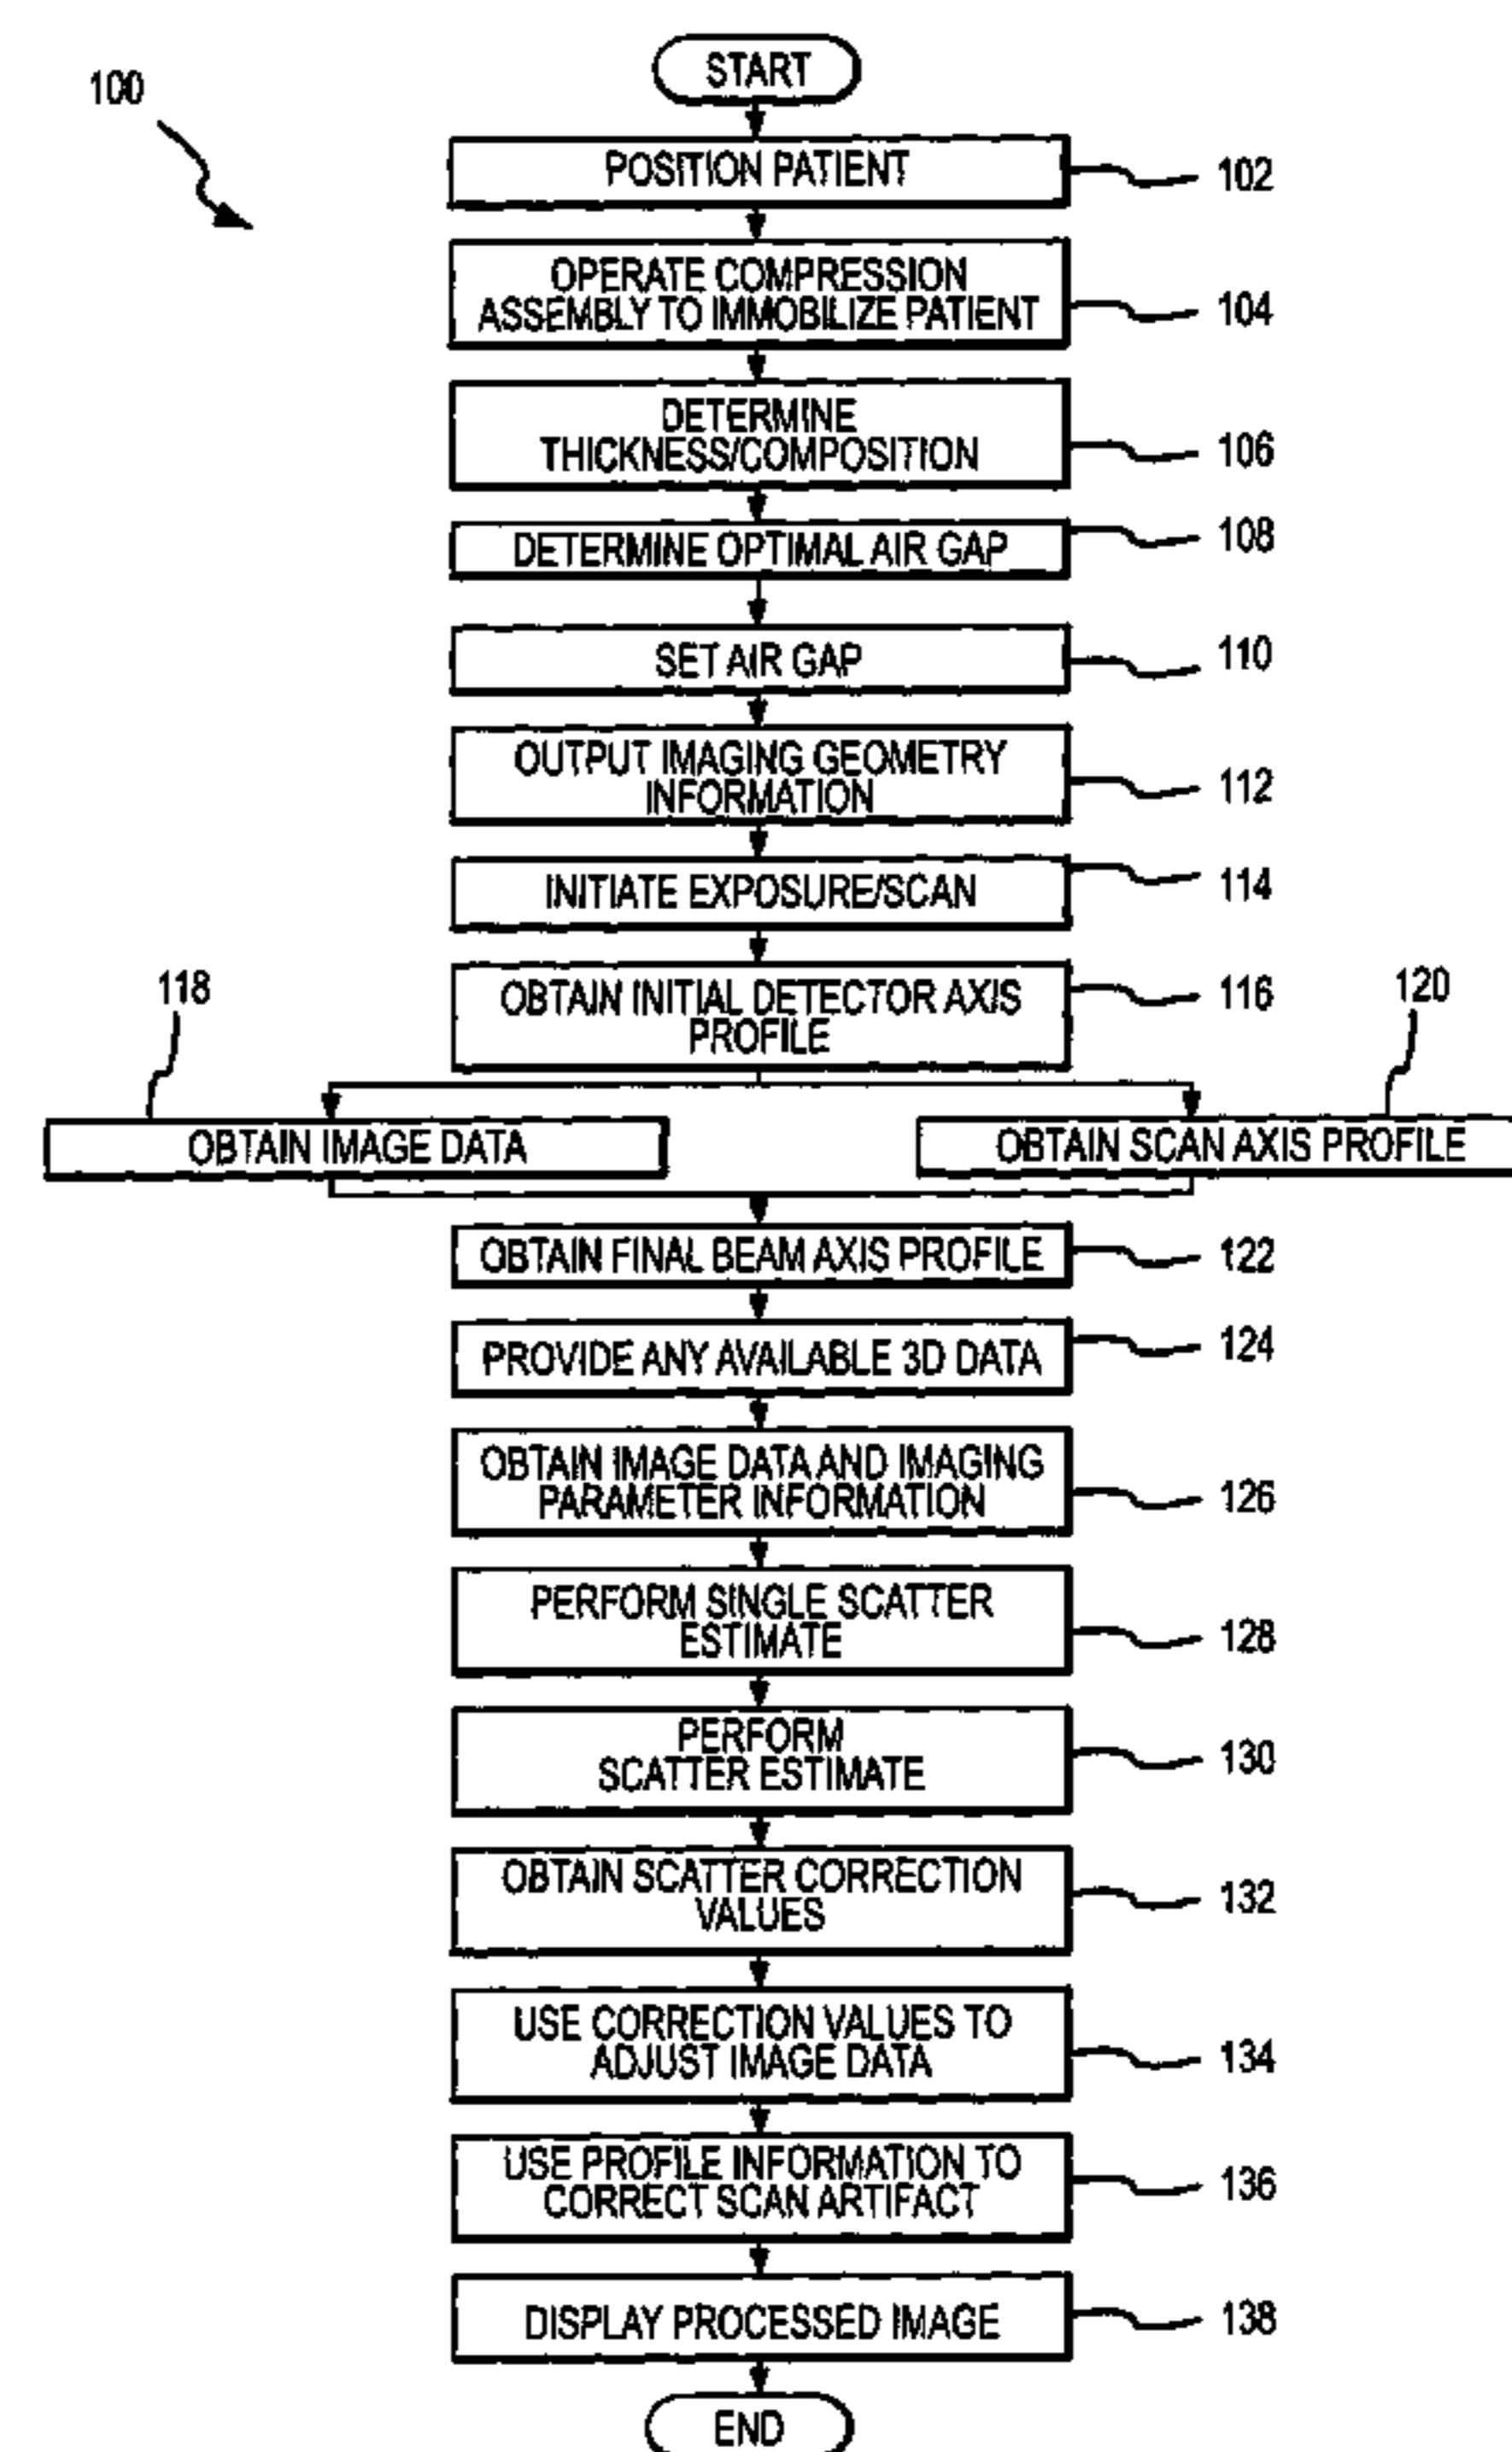 100
START
POSITION PATIENT
102
OPERATE COMPRESSION
ASSEMBLY TO IMMOBILIZE PATIENT
104
DETERMINE
THICKNESS/COMPOSITION
106
DETERMINE OPTIMAL AIR GAP
108
SET AIR GAP
110
OUTPUT IMAGING GEOMETRY
INFORMATION
112
INITIATE EXPOSURE/SCAN
114
OBTAIN INITIAL DETECTOR AXIS
PROFILE
116
118
OBTAIN IMAGE DATA
120
OBTAIN SCAN AXIS PROFILE
OBTAIN FINAL BEAM AXIS PROFILE
122
PROVIDE ANY AVAILABLE 3D DATA
124
OBTAIN IMAGE DATA AND IMAGING
PARAMETER INFORMATION
126
PERFORM SINGLE SCATTER
ESTIMATE
128
PERFORM
SCATTER ESTIMATE
130
OBTAIN SCATTER CORRECTION
VALUES
132
USE CORRECTION VALUES TO
ADJUST IMAGE DATA
134
USE PROFILE INFORMATION TO
CORRECT SCAN ARTIFACT
136
DISPLAY PROCESSED IMAGE
138
END